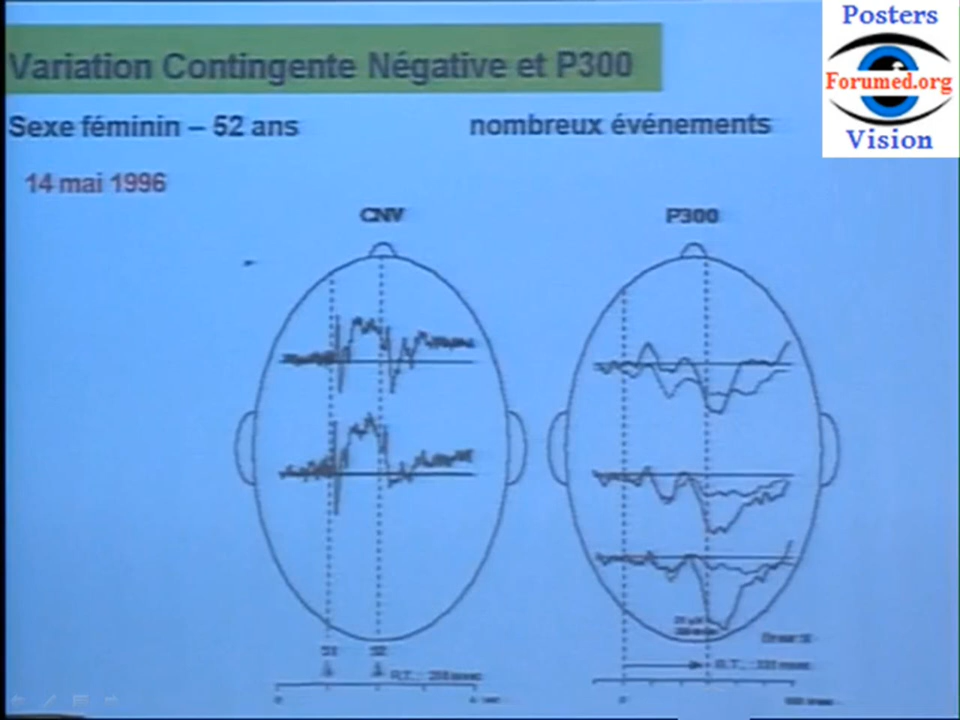 Posters
Forumed.org
Vision
Variation Contingente Négative et P300
Sexe féminin – 52 ans
nombreux événements
14 mai 1996
CNV
P300
S1
S2
R.T. :
R.T. :